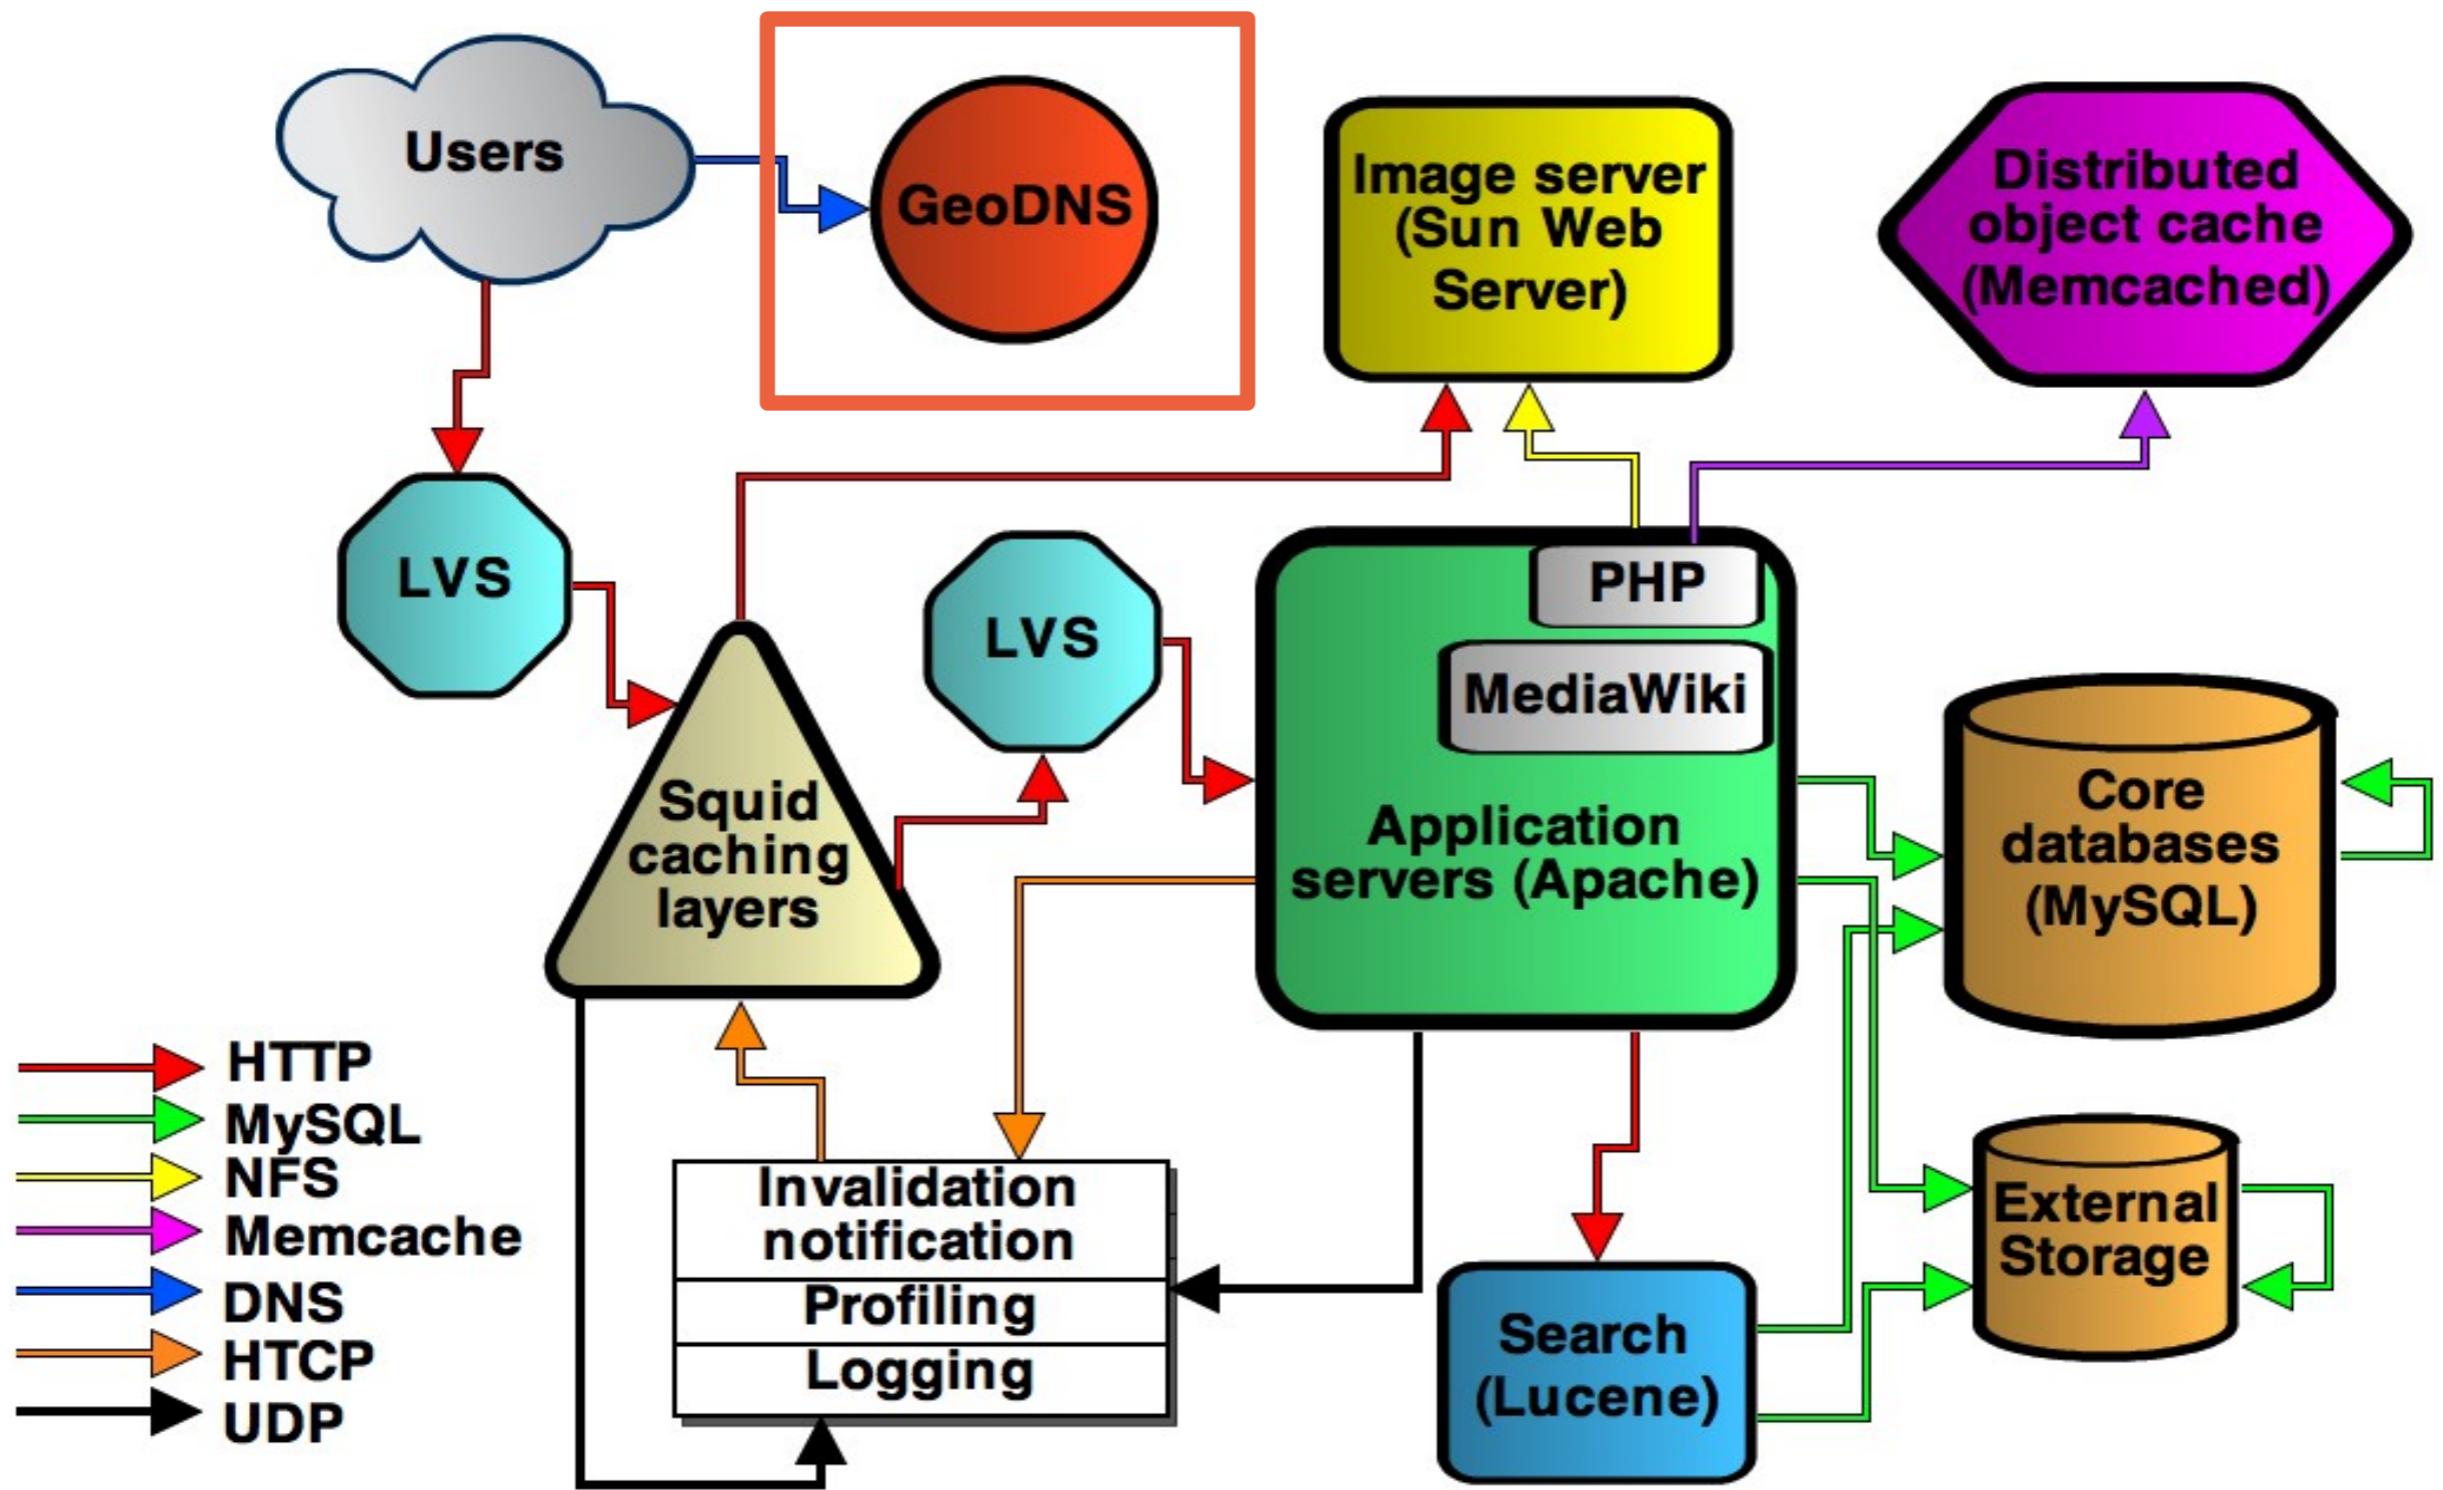 Users
GeoDNS
Image server
(Sun Web
Server)
Distributed
object cache
(Memcached)
LVS
LVS
PHP
MediaWiki
Application
servers (Apache)
Squid
caching
layers
Core
databases
(MySQL)
External
Storage
Invalidation
notification
Profiling
Logging
Search
(Lucene)
HTTP
MySQL
NFS
Memcache
DNS
HTCP
UDP